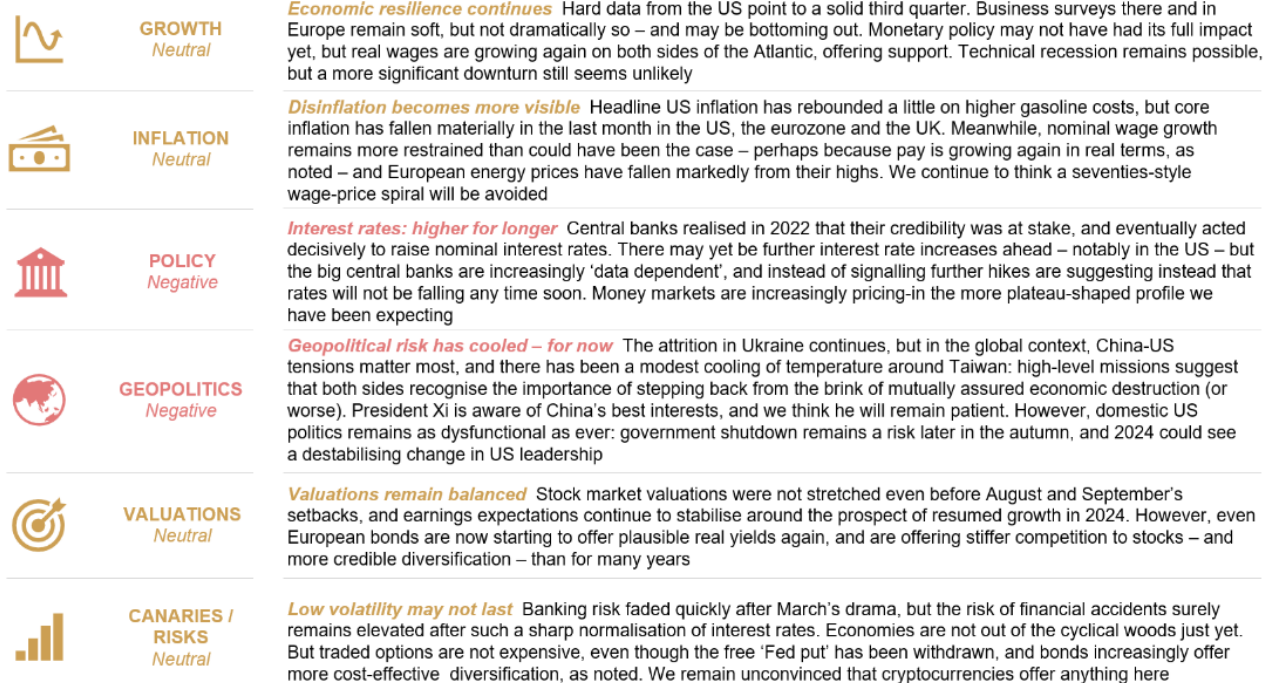 GROWTH
Neutral
Economic resilience continues Hard data from the US point to a solid third quarter. Business surveys there and in
Europe remain soft, but not dramatically so – and may be bottoming out. Monetary policy may not have had its full impact
yet, but real wages are growing again on both sides of the Atlantic, offering support. Technical recession remains possible,
but a more significant downturn still seems unlikely
INFLATION
Neutral
Disinflation becomes more visible Headline US inflation has rebounded a little on higher gasoline costs, but core
inflation has fallen materially in the last month in the US, the eurozone and the UK. Meanwhile, nominal wage growth
remains more restrained than could have been the case – perhaps because pay is growing again in real terms, as
noted – and European energy prices have fallen markedly from their highs. We continue to think a seventies-style
wage-price spiral will be avoided
POLICY
Negative
Interest rates: higher for longer Central banks realised in 2022 that their credibility was at stake, and eventually acted
decisively to raise nominal interest rates. There may yet be further interest rate increases ahead – notably in the US – but
the big central banks are increasingly ‘data dependent’, and instead of signalling further hikes are suggesting instead that
rates will not be falling any time soon. Money markets are increasingly pricing-in the more plateau-shaped profile we
have been expecting
GEOPOLITICS
Negative
Geopolitical risk has cooled – for now The attrition in Ukraine continues, but in the global context, China-US
tensions matter most, and there has been a modest cooling of temperature around Taiwan: high-level missions suggest
that both sides recognise the importance of stepping back from the brink of mutually assured economic destruction (or
worse). President Xi is aware of China’s best interests, and we think he will remain patient. However, domestic US
politics remains as dysfunctional as ever: government shutdown remains a risk later in the autumn, and 2024 could see
a destabilising change in US leadership
VALUATIONS
Neutral
Valuations remain balanced Stock market valuations were not stretched even before August and September’s
setbacks, and earnings expectations continue to stabilise around the prospect of resumed growth in 2024. However, even
European bonds are now starting to offer plausible real yields again, and are offering stiffer competition to stocks – and
more credible diversification – than for many years
CANARIES /
RISKS
Neutral
Low volatility may not last Banking risk faded quickly after March’s drama, but the risk of financial accidents surely
remains elevated after such a sharp normalisation of interest rates. Economies are not out of the cyclical woods just yet.
But traded options are not expensive, even though the free ‘Fed put’ has been withdrawn, and bonds increasingly offer
more cost-effective diversification, as noted. We remain unconvinced that cryptocurrencies offer anything here